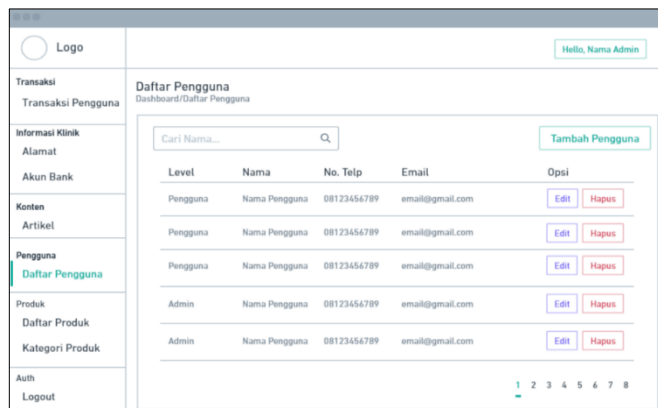 Logo
Hello, Nama Admin
Transaksi
Transaksi Pengguna
Informasi Klinik
Alamat
Akun Bank
Konten
Artikel
Pengguna
Daftar Pengguna
Produk
Daftar Produk
Kategori Produk
Auth
Logout
Daftar Pengguna
Dashboard/Daftar Pengguna
Cari Nama...
Tambah Pengguna
Level Nama No. Telp Email Opsi
Pengguna Nama Pengguna 08123456789 email@gmail.com Edit Hapus
Pengguna Nama Pengguna 08123456789 email@gmail.com Edit Hapus
Pengguna Nama Pengguna 08123456789 email@gmail.com Edit Hapus
Admin Nama Pengguna 08123456789 email@gmail.com Edit Hapus
Admin Nama Pengguna 08123456789 email@gmail.com Edit Hapus
1 2 3 4 5 6 7 8